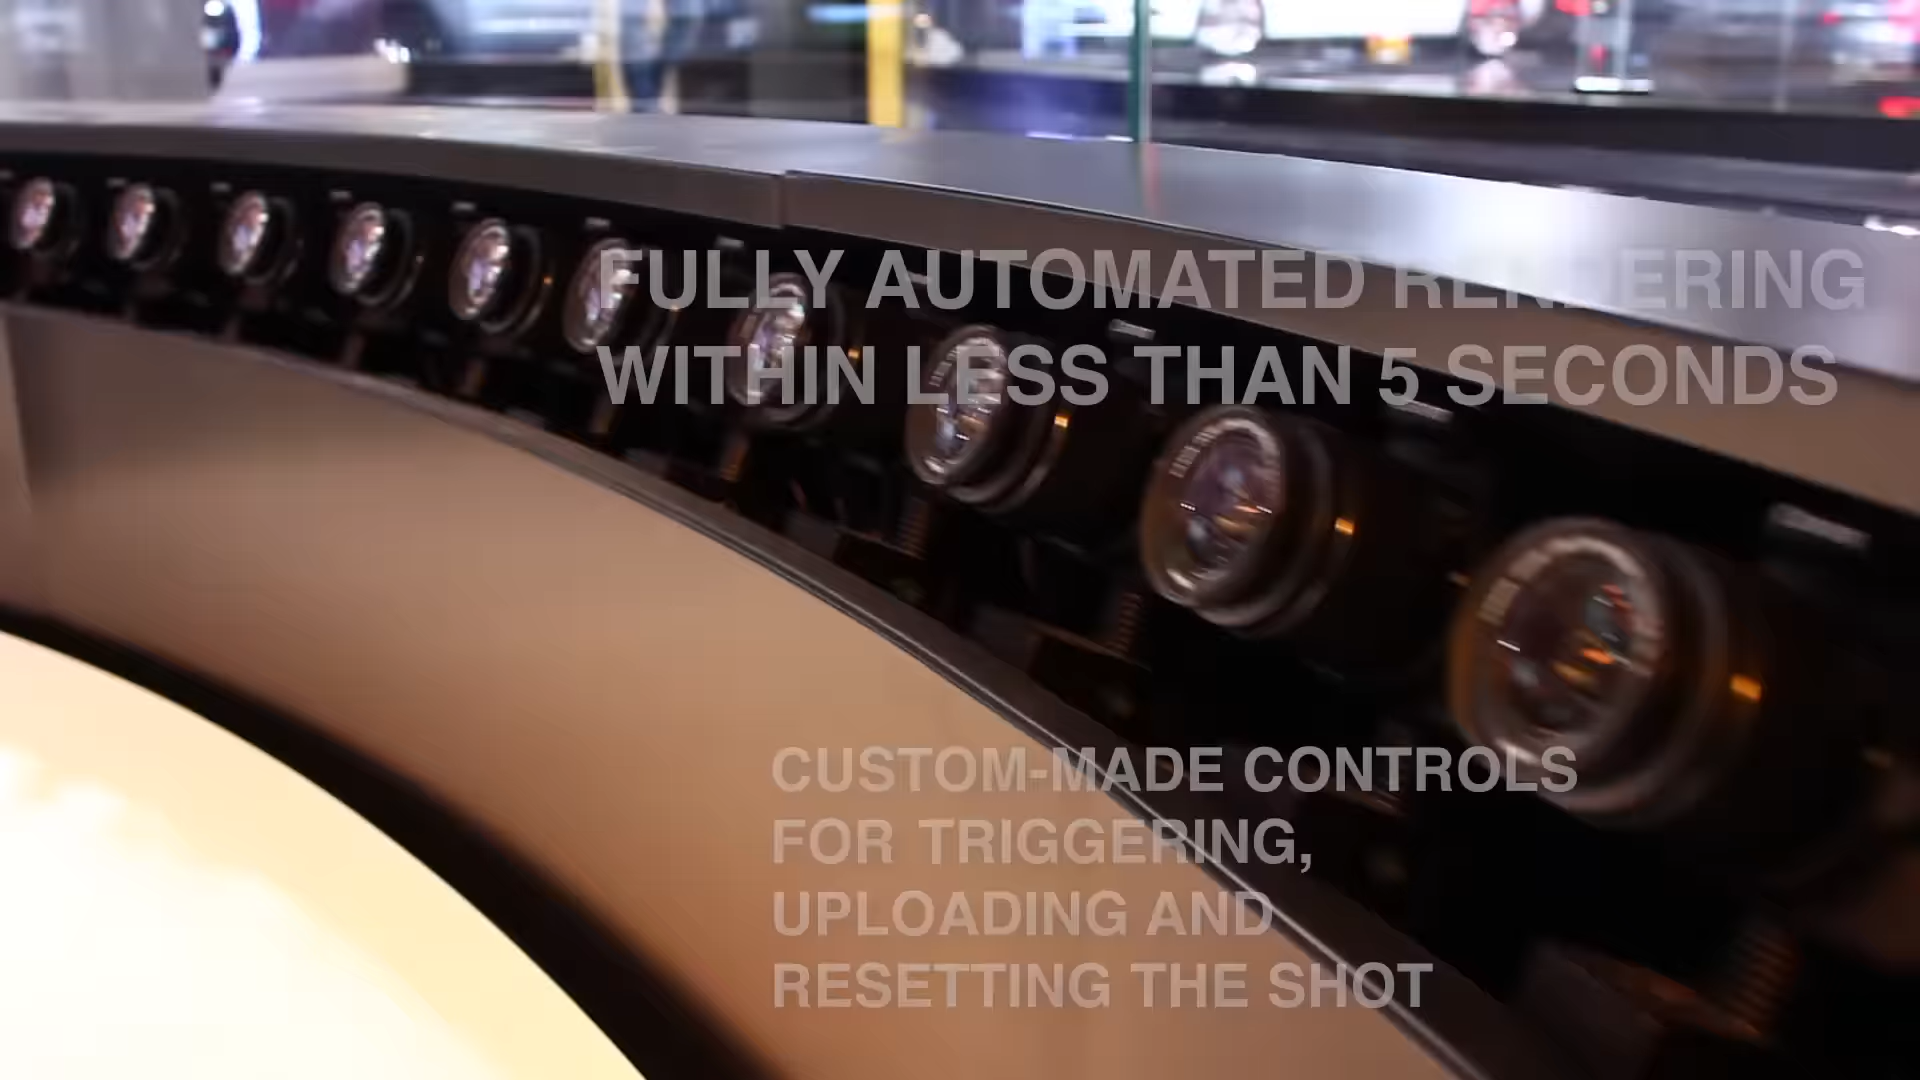 FULLY AUTOMATED RENDERING
WITHIN LESS THAN 5 SECONDS
CUSTOM-MADE CONTROLS
FOR TRIGGERING,
UPLOADING AND
RESETTING THE SHOT